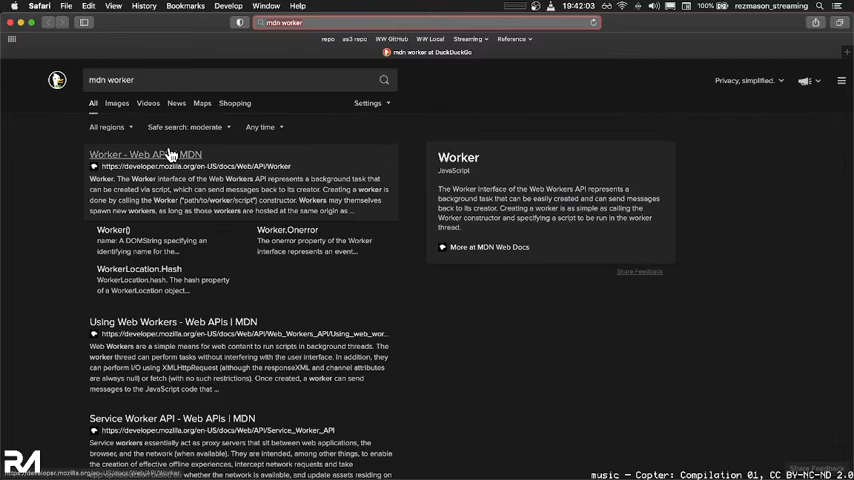 Safari File Edit View History Bookmarks Develop Window Help 100% 19:42:03 rezmason_streaming
mdn worker
repo as3 repo WW GitHub WW Local Streaming Reference
mdn worker at DuckDuckGo
mdn worker
Privacy, simplified.
All Images Videos News Maps Shopping Settings
All regions Safe search: moderate Any time
Worker - Web AP MDN
https://developer.mozilla.org/en-US/docs/Web/API/Worker
Worker. The Worker interface of the Web Workers API represents a background task that
can be created via script, which can send messages back to its creator. Creating a worker is
done by calling the Worker ("path/to/worker/script") constructor. Workers may themselves
spawn new workers, as long as those workers are hosted at the same origin as ...
Worker()
name: A DOMString specifying an
identifying name for the...
Worker.Onerror
The onerror property of the Worker
interface represents an event...
WorkerLocation.Hash
WorkerLocation.hash. The hash property
of a WorkerLocation object...
Worker
JavaScript
The Worker interface of the Web Workers API represents a
background task that can be easily created and can send messages
back to its creator. Creating a worker is as simple as calling the
Worker constructor and specifying a script to be run in the worker
thread.
More at MDN Web Docs
Share Feedback
Using Web Workers - Web APIs | MDN
https://developer.mozilla.org/en-US/docs/Web/API/Web_Workers_API/Using_web_wor...
Web Workers are a simple means for web content to run scripts in background threads. The
worker thread can perform tasks without interfering with the user interface. In addition, they
can perform I/O using XMLHttpRequest (although the responseXML and channel attributes
are always null) or fetch (with no such restrictions). Once created, a worker can send
messages to the JavaScript code that ...
Service Worker API - Web APIs | MDN
https://developer.mozilla.org/en-US/docs/Web/API/Service_Worker_API
Service workers essentially act as proxy servers that sit between web applications, the
browser, and the network (when available). They are intended, among other things, to enable
the creation of effective offline experiences, intercept network requests and take
https://developer.mozilla.org/en-US/docs/Web/API/Worker
Share Feedback
RM
music - Copter: Compilation 01, CC BY-NC-ND 2.0